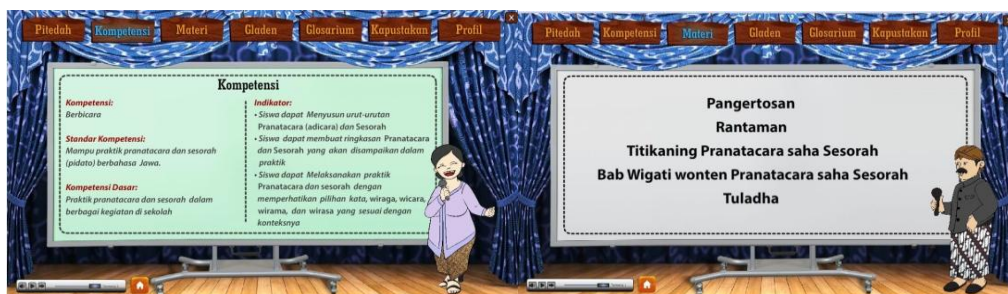 Pitedah Kompetensi Materi Gladen Glosarium Kapustakan Profil
Kompetensi
Kompetensi:
Berbicara
Standar Kompetensi:
Mampu praktik pranatacara dan sesorah
(pidato) berbahasa Jawa.
Kompetensi Dasar:
Praktik pranatacara dan sesorah dalam
berbagai kegiatan di sekolah
Indikator:
• Siswa dapat Menyusun urut-urutan
Pranatacara (adicara) dan Sesorah
• Siswa dapat membuat ringkasan Pranatacara
dan Sesorah yang akan disampaikan dalam
praktik
• Siswa dapat Melaksanakan praktik
Pranatacara dan sesorah dengan
memperhatikan pilihan kata, wiraga, wicara,
wirama, dan wirasa yang sesuai dengan
konteksnya
Pitedah Kompetensi Materi Gladen Glosarium Kapustakan Profil
Pangertosan
Rantaman
Titikaning Pranatacara saha Sesorah
Bab Wigati wonten Pranatacara saha Sesorah
Tuladha